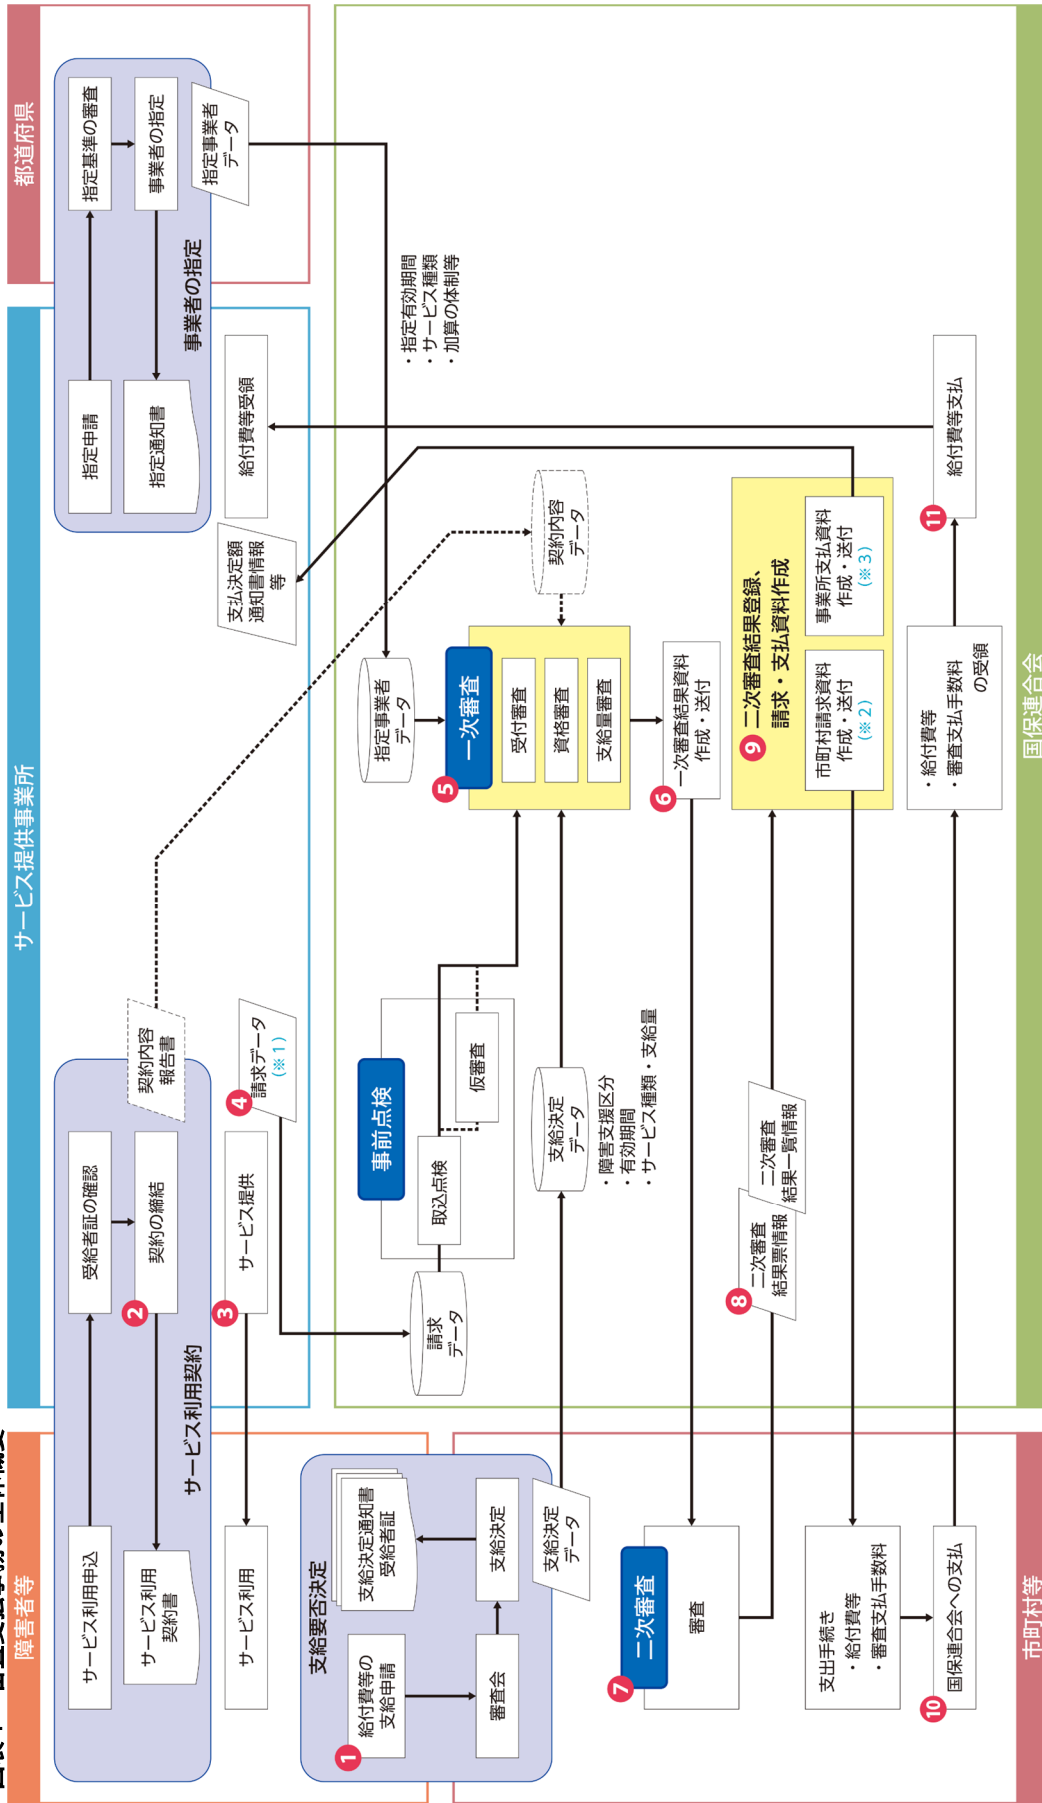 障害者等
サービス提供事業所
都道府県
サービス利用申込
受給者証の確認
指定申請
指定基準の審査
サービス利用
契約書
2
契約の締結
契約内容
報告書
指定通知書
事業者の指定
サービス利用契約
事業者の指定
指定事業者
データ
サービス利用
3
サービス提供
4
請求データ
(※1)
支払決定額
通知書情報
等
給付費等受領
支給要否決定
1
給付費等の
支給申請
支給決定通知書
受給者証
審査会
支給決定
支給決定
データ
請求
データ
事前点検
取込点検
仮審査
指定事業者
データ
・指定有効期間
・サービス種類
・加算の体制等
5
一次審査
受付審査
資格審査
支給量審査
契約内容
データ
支給決定
データ
・障害支援区分
・有効期間
・サービス種類・支給量
6
一次審査結果資料
作成・送付
7
二次審査
審査
8
二次審査
結果票情報
二次審査
結果一覧情報
9
二次審査結果登録、
請求・支払資料作成
市町村請求資料
作成・送付
(※2)
事業所支払資料
作成・送付
(※3)
支出手続き
・給付費等
・審査支払手数料
10
国保連合会への支払
・給付費等
・審査支払手数料
の受領
11
給付費等支払
市町村等
国保連合会